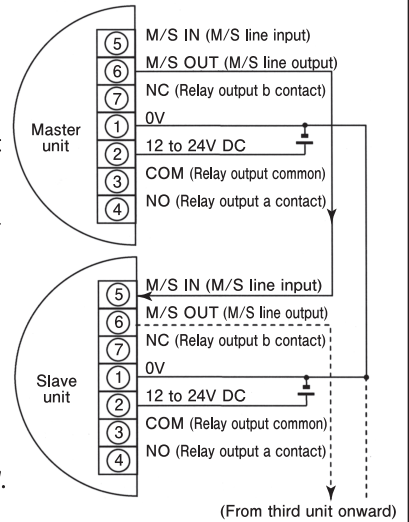 ⑤ M/S IN (M/S line input)
⑥ M/S OUT (M/S line output)
⑦ NC (Relay output b contact)
① 0V
② 12 to 24V DC
③ COM (Relay output common)
④ NO (Relay output a contact)
Master
unit
⑤ M/S IN (M/S line input)
⑥ M/S OUT (M/S line output)
⑦ NC (Relay output b contact)
① 0V
② 12 to 24V DC
③ COM (Relay output common)
④ NO (Relay output a contact)
Slave
unit
(From third unit onward)